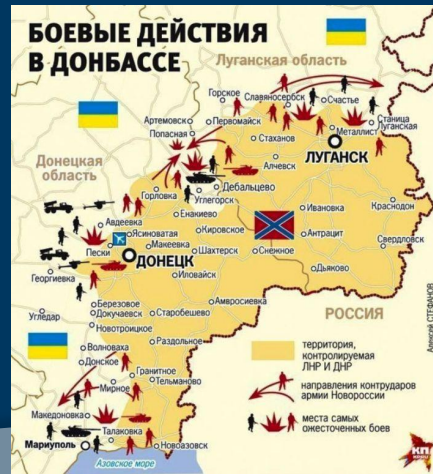 БОЕВЫЕ ДЕЙСТВИЯ
В ДОНБАССЕ
Луганская область
Горское
Славяносербск
Счастье
Станица
Луганская
Артемовск
Первомайск
Металлист
Попасная
Стаханов
ЛУГАНСК
Донецкая
область
Алчевск
Дебальцево
Горловка
Углегорск
Краснодон
Енакиево
Ивановка
Авдеевка
Ясиноватая
Кировское
Антрацит
Свердловск
Пески
Макеевка
Шахтерск
Снежное
ДОНЕЦК
Дьяково
Георгиевка
Иловайск
Амвросиевка
Березовое
Угледар
Докучаевск
Старобешево
РОССИЯ
Новотроицкое
Волноваха
Раздольное
Донское
Гранитное
Тельманово
Мирное
Македоновка
Талаковка
Мариуполь
Новоазовск
Азовское море
территория,
контролируемая
ЛНР И ДНР
направления контрударов
армии Новороссии
места самых
ожесточенных боев
Алексей СТЕФАНОВ
КП